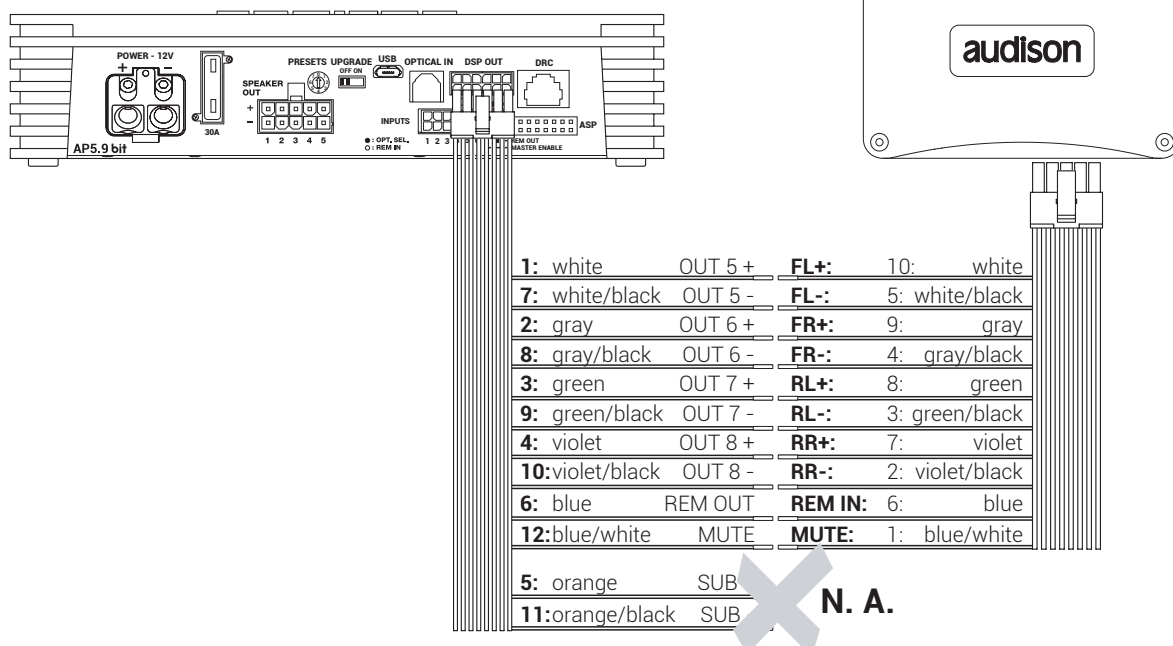 audison
POWER - 12V
+ −
30A
SPEAKER
OUT
+
−
1 2 3 4 5
PRESETS UPGRADE USB OPTICAL IN DSP OUT DRC
OFF ON
INPUTS
ASP
● : OPT. SEL.
○ : REM IN
1 2 3
REM OUT
MASTER ENABLE
AP5.9 bit
1: white OUT 5 + FL+: 10: white
7: white/black OUT 5 - FL-: 5: white/black
2: gray OUT 6 + FR+: 9: gray
8: gray/black OUT 6 - FR-: 4: gray/black
3: green OUT 7 + RL+: 8: green
9: green/black OUT 7 - RL-: 3: green/black
4: violet OUT 8 + RR+: 7: violet
10: violet/black OUT 8 - RR-: 2: violet/black
6: blue REM OUT REM IN: 6: blue
12: blue/white MUTE MUTE: 1: blue/white
5: orange SUB
11: orange/black SUB
N. A.